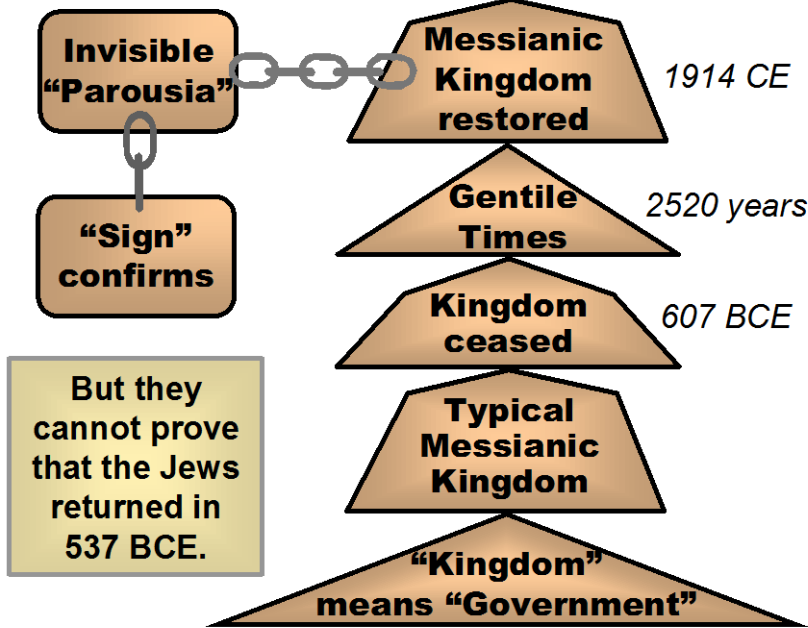 Invisible
“Parousia”
“Sign”
confirms
But they
cannot prove
that the Jews
returned in
537 BCE.
Messianic
Kingdom
restored
1914 CE
Gentile
Times
2520 years
Kingdom
ceased
607 BCE
Typical
Messianic
Kingdom
“Kingdom”
means “Government”